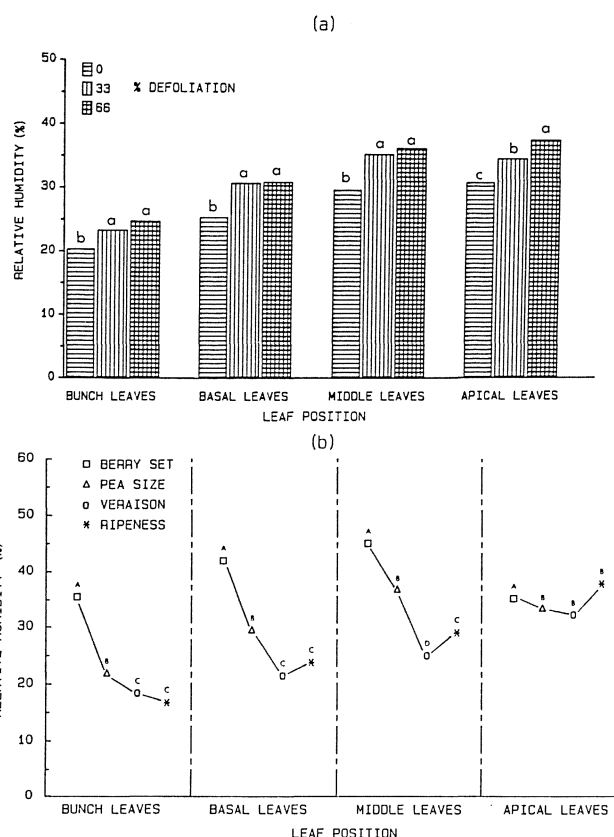 (a)
RELATIVE HUMIDITY (%)
50
40
30
20
10
0
0
33 % DEFOLIATION
66
b a a
b a a
b a a
c b a
BUNCH LEAVES BASAL LEAVES MIDDLE LEAVES APICAL LEAVES
LEAF POSITION
(b)
60
50
40
30
20
10
0
BERRY SET
PEA SIZE
VERAISON
RIPENESS
A B C C
A B C C
A B D C
A B B B
BUNCH LEAVES BASAL LEAVES MIDDLE LEAVES APICAL LEAVES
LEAF POSITION